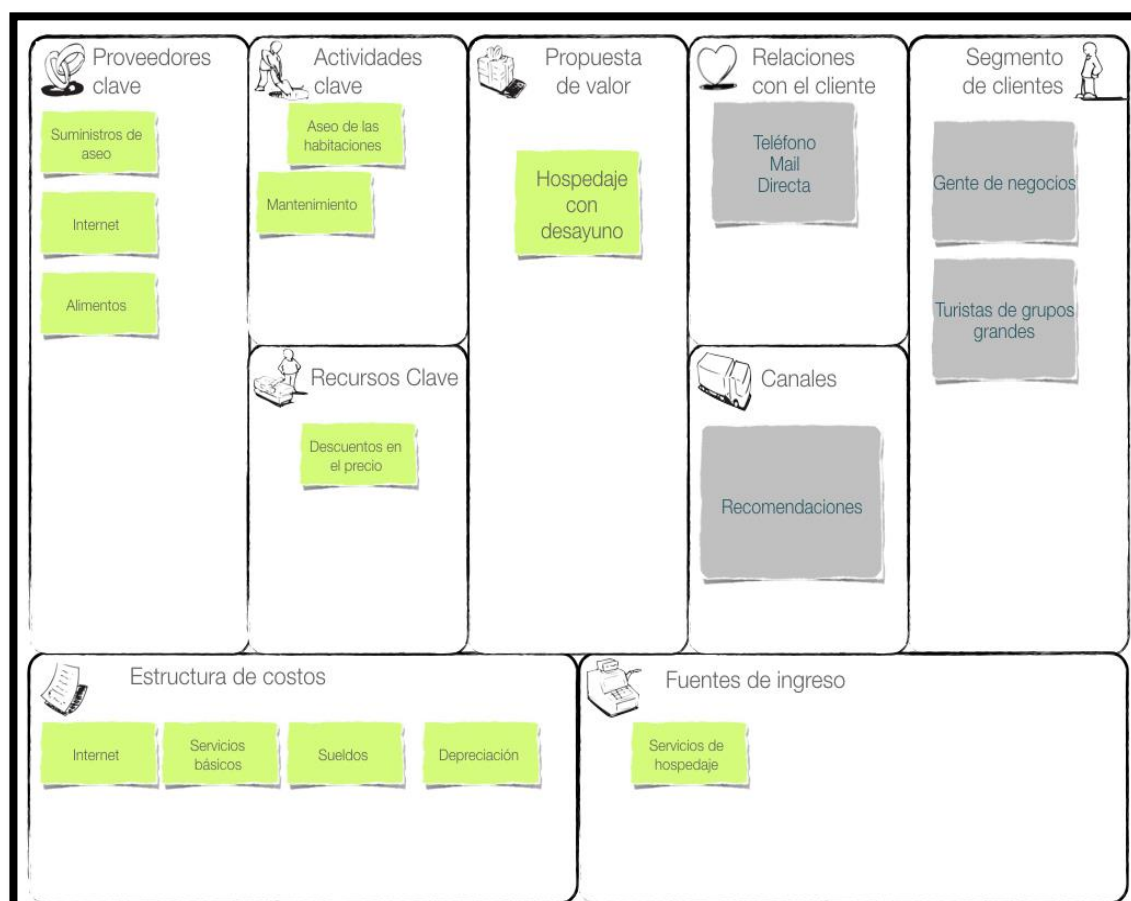 Proveedores
clave
Suministros de
aseo
Internet
Alimentos
Actividades
clave
Aseo de las
habitaciones
Mantenimiento
Recursos Clave
Descuentos en
el precio
Propuesta
de valor
Hospedaje
con
desayuno
Relaciones
con el cliente
Teléfono
Mail
Directa
Canales
Recomendaciones
Segmento
de clientes
Gente de negocios
Turistas de grupos
grandes
Estructura de costos
Internet
Servicios
básicos
Sueldos
Depreciación
Fuentes de ingreso
Servicios de
hospedaje